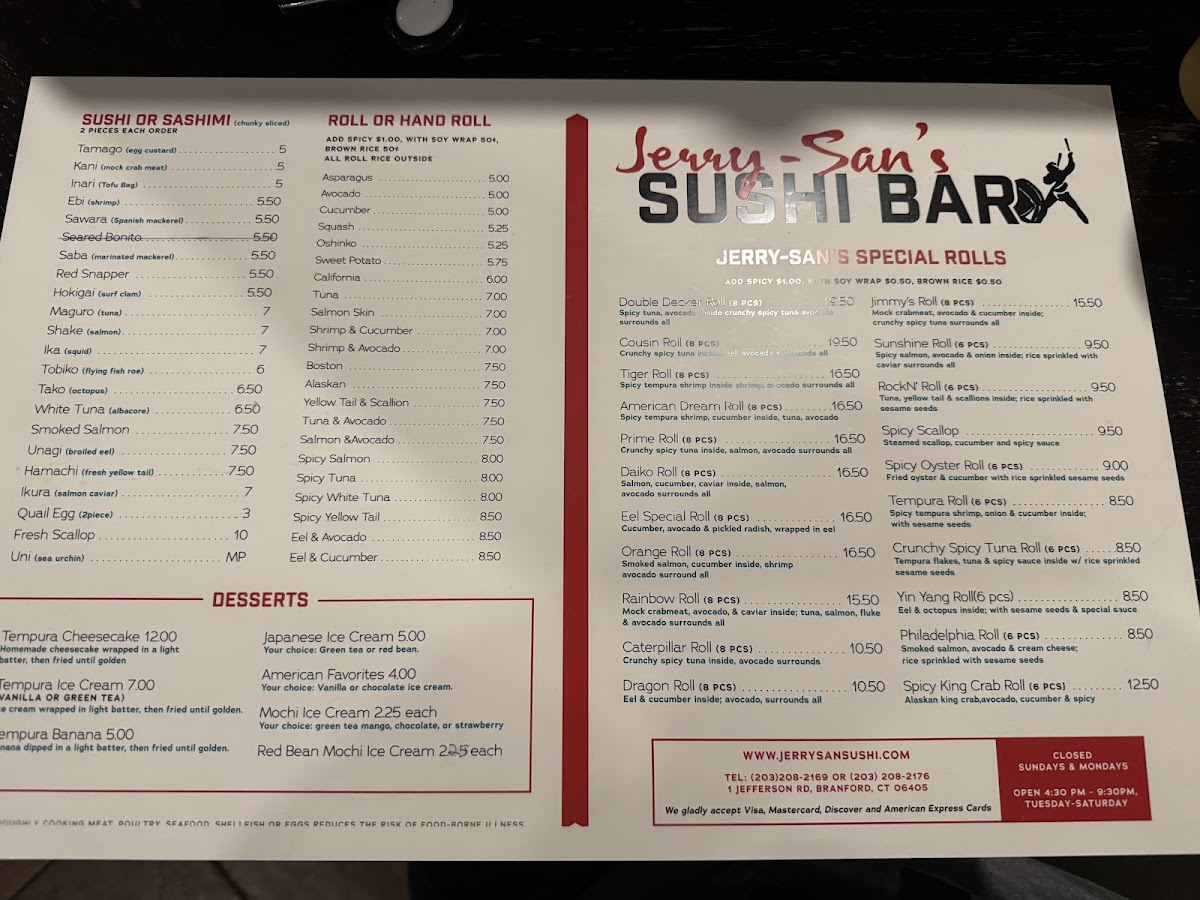 SUSHI OR SASHIMI (chunky sliced)
2 PIECES EACH ORDER
Tamago (egg custard) 5
Kani (mock crab meat) 5
Inari (Tofu Bag) 5
Ebi (shrimp) 5.50
Sawara (Spanish mackerel) 5.50
Seared Bonito 5.50
Saba (marinated mackerel) 5.50
Red Snapper 5.50
Hokigai (surf clam) 5.50
Maguro (tuna) 7
Shake (salmon) 7
Ika (squid) 7
Tobiko (flying fish roe) 6
Tako (octopus) 6.50
White Tuna (albacore) 6.50
Smoked Salmon 7.50
Unagi (broiled eel) 7.50
Hamachi (fresh yellow tail) 7.50
Ikura (salmon caviar) 7
Quail Egg (2piece) 3
Fresh Scallop 10
Uni (sea urchin) MP
ROLL OR HAND ROLL
ADD SPICY $1.00, WITH SOY WRAP 50¢,
BROWN RICE 50¢
ALL ROLL RICE OUTSIDE
Asparagus 5.00
Avocado 5.00
Cucumber 5.00
Squash 5.25
Oshinko 5.25
Sweet Potato 5.75
California 6.00
Tuna 7.00
Salmon Skin 7.00
Shrimp & Cucumber 7.00
Shrimp & Avocado 7.00
Boston 7.50
Alaskan 7.50
Yellow Tail & Scallion 7.50
Tuna & Avocado 7.50
Salmon &Avocado 7.50
Spicy Salmon 8.00
Spicy Tuna 8.00
Spicy White Tuna 8.00
Spicy Yellow Tail 8.50
Eel & Avocado 8.50
Eel & Cucumber 8.50
DESSERTS
Tempura Cheesecake 12.00
Homemade cheesecake wrapped in a light
batter, then fried until golden
Tempura Ice Cream 7.00
VANILLA OR GREEN TEA)
ce cream wrapped in light batter, then fried until golden.
empura Banana 5.00
nana dipped in a light batter, then fried until golden.
Japanese Ice Cream 5.00
Your choice: Green tea or red bean.
American Favorites 4.00
Your choice: Vanilla or chocolate ice cream.
Mochi Ice Cream 2.25 each
Your choice: green tea mango, chocolate, or strawberry
Red Bean Mochi Ice Cream 2.25 each
COOKING MEAT, POULTRY, SEAFOOD, SHELLFISH OR EGGS REDUCES THE RISK OF FOOD-BORNE ILLNESS
Jerry-San's
SUSHI BAR
JERRY-SAN'S SPECIAL ROLLS
ADD SPICY $1.00, WITH SOY WRAP $0.50, BROWN RICE $0.50
Double Decker Roll (8 PCS) 19.50
Spicy tuna, avocado inside crunchy spicy tuna avocado
surrounds all
Cousin Roll (8 PCS) 19.50
Crunchy spicy tuna inside, eel, avocado surrounds all
Tiger Roll (8 PCS) 16.50
Spicy tempura shrimp inside shrimp, avocado surrounds all
American Dream Roll (8 PCS) 16.50
Spicy tempura shrimp, cucumber inside, tuna, avocado
Prime Roll (8 PCS) 16.50
Crunchy spicy tuna inside, salmon, avocado surrounds all
Daiko Roll (8 PCS) 16.50
Salmon, cucumber, caviar inside, salmon,
avocado surrounds all
Eel Special Roll (8 PCS) 16.50
Cucumber, avocado & pickled radish, wrapped in eel
Orange Roll (8 PCS) 16.50
Smoked salmon, cucumber inside, shrimp
avocado surround all
Rainbow Roll (8 PCS) 15.50
Mock crabmeat, avocado, & caviar inside; tuna, salmon, fluke
& avocado surrounds all
Caterpillar Roll (8 PCS) 10.50
Crunchy spicy tuna inside, avocado surrounds
Dragon Roll (8 PCS) 10.50
Eel & cucumber inside; avocado, surrounds all
Jimmy's Roll (8 PCS) 15.50
Mock crabmeat, avocado & cucumber inside;
crunchy spicy tuna surrounds all
Sunshine Roll (6 PCS) 9.50
Spicy salmon, avocado & onion inside; rice sprinkled with
caviar surrounds all
RockN' Roll (6 PCS) 9.50
Tuna, yellow tail & scallions inside; rice sprinkled with
sesame seeds
Spicy Scallop 9.50
Steamed scallop, cucumber and spicy sauce
Spicy Oyster Roll (6 PCS) 9.00
Fried oyster & cucumber with rice sprinkled sesame seeds
Tempura Roll (6 PCS) 8.50
Spicy tempura shrimp, onion & cucumber inside;
with sesame seeds
Crunchy Spicy Tuna Roll (6 PCS) 8.50
Tempura flakes, tuna & spicy sauce inside w/ rice sprinkled
sesame seeds
Yin Yang Roll(6 pcs) 8.50
Eel & octopus inside; with sesame seeds & special sauce
Philadelphia Roll (6 PCS) 8.50
Smoked salmon, avocado & cream cheese;
rice sprinkled with sesame seeds
Spicy King Crab Roll (6 PCS) 12.50
Alaskan king crab,avocado, cucumber & spicy
WWW.JERRYSANSUSHI.COM
TEL: (203)208-2169 OR (203) 208-2176
1 JEFFERSON RD, BRANFORD, CT 06405
We gladly accept Visa, Mastercard, Discover and American Express Cards
CLOSED
SUNDAYS & MONDAYS
OPEN 4:30 PM - 9:30PM,
TUESDAY-SATURDAY